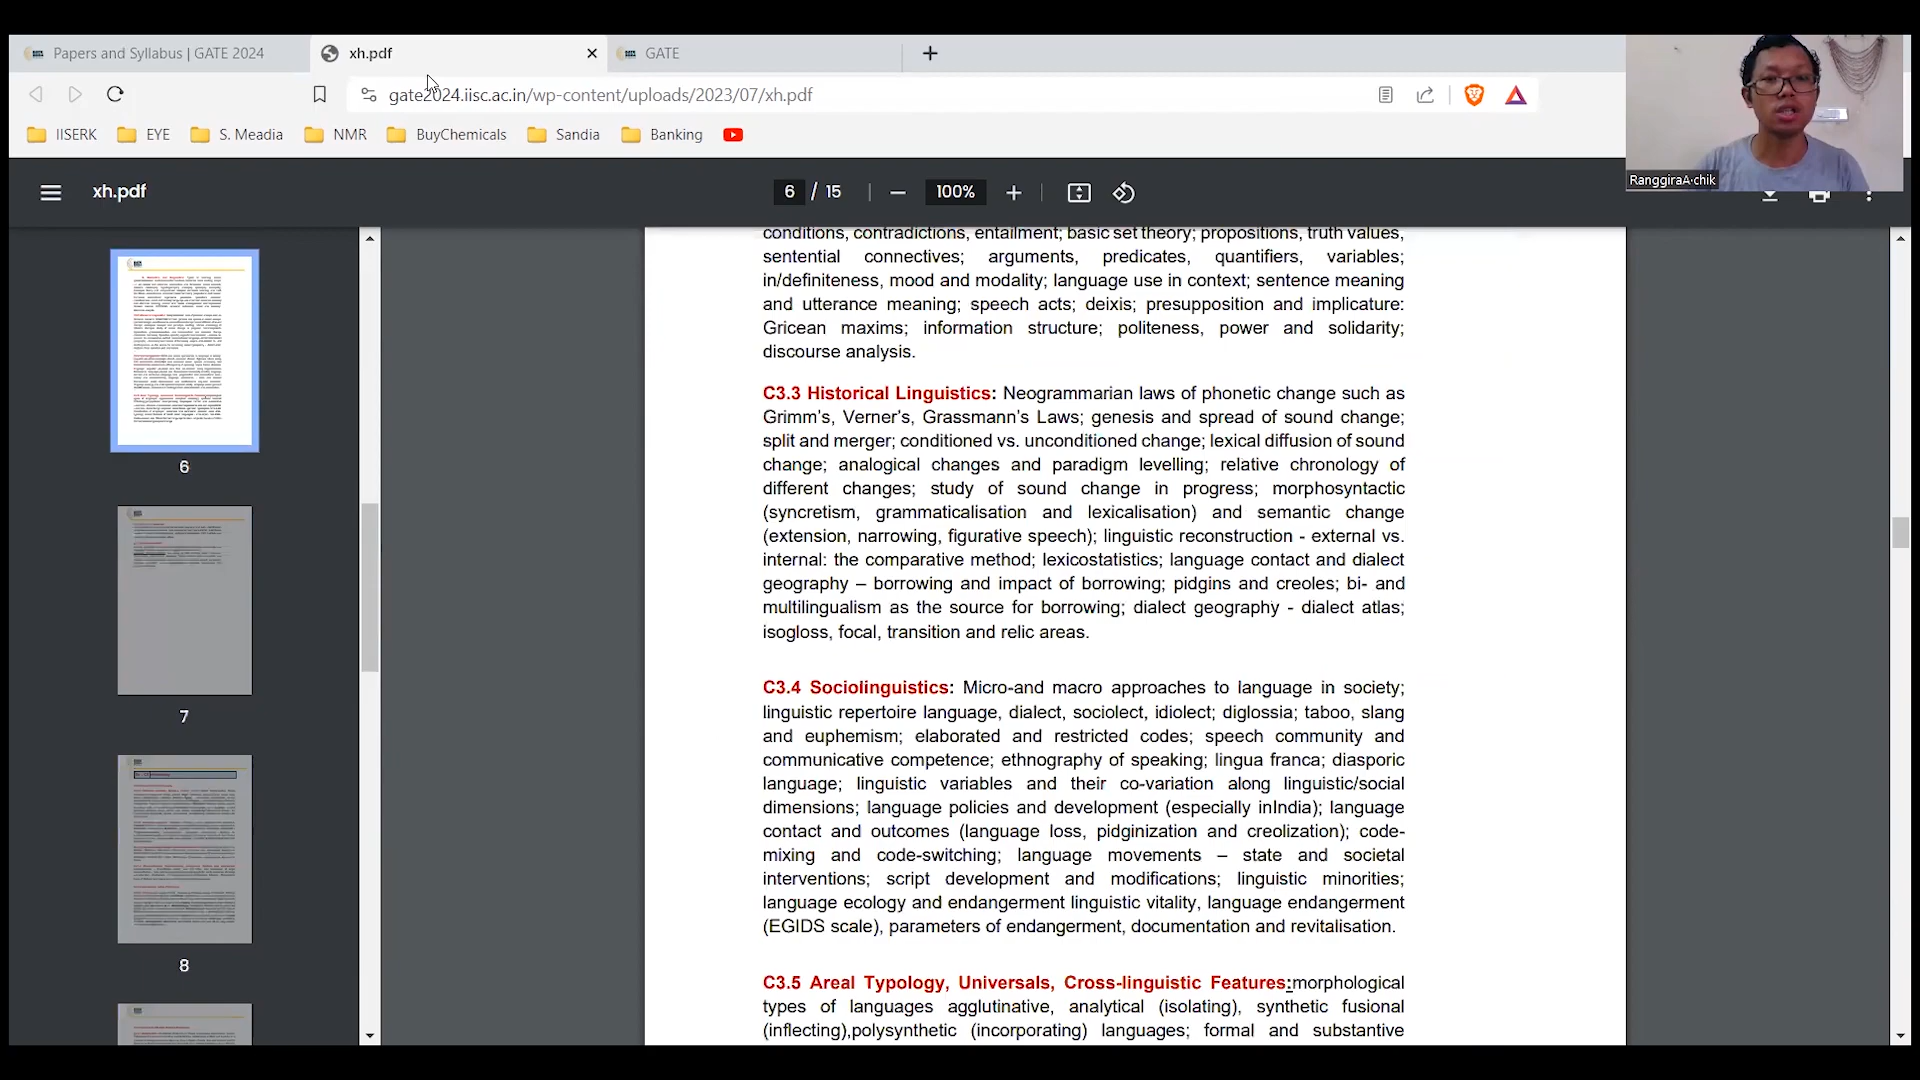 Papers and Syllabus | GATE 2024
xh.pdf
GATE
gate2024.iisc.ac.in/wp-content/uploads/2023/07/xh.pdf
IISERK
EYE
S. Meadia
NMR
BuyChemicals
Sandia
Banking
RanggiraA·chik
xh.pdf
6 / 15
100%
6
7
8
conditions, contradictions, entailment; basic set theory; propositions, truth values,
sentential connectives; arguments, predicates, quantifiers, variables;
in/definiteness, mood and modality; language use in context; sentence meaning
and utterance meaning; speech acts; deixis; presupposition and implicature:
Gricean maxims; information structure; politeness, power and solidarity;
discourse analysis.
C3.3 Historical Linguistics: Neogrammarian laws of phonetic change such as
Grimm's, Verner's, Grassmann's Laws; genesis and spread of sound change;
split and merger; conditioned vs. unconditioned change; lexical diffusion of sound
change; analogical changes and paradigm levelling; relative chronology of
different changes; study of sound change in progress; morphosyntactic
(syncretism, grammaticalisation and lexicalisation) and semantic change
(extension, narrowing, figurative speech); linguistic reconstruction - external vs.
internal: the comparative method; lexicostatistics; language contact and dialect
geography – borrowing and impact of borrowing; pidgins and creoles; bi- and
multilingualism as the source for borrowing; dialect geography - dialect atlas;
isogloss, focal, transition and relic areas.
C3.4 Sociolinguistics: Micro-and macro approaches to language in society;
linguistic repertoire language, dialect, sociolect, idiolect; diglossia; taboo, slang
and euphemism; elaborated and restricted codes; speech community and
communicative competence; ethnography of speaking; lingua franca; diasporic
language; linguistic variables and their co-variation along linguistic/social
dimensions; language policies and development (especially inIndia); language
contact and outcomes (language loss, pidginization and creolization); code-
mixing and code-switching; language movements – state and societal
interventions; script development and modifications; linguistic minorities;
language ecology and endangerment linguistic vitality, language endangerment
(EGIDS scale), parameters of endangerment, documentation and revitalisation.
C3.5 Areal Typology, Universals, Cross-linguistic Features:morphological
types of languages agglutinative, analytical (isolating), synthetic fusional
(inflecting),polysynthetic (incorporating) languages; formal and substantive